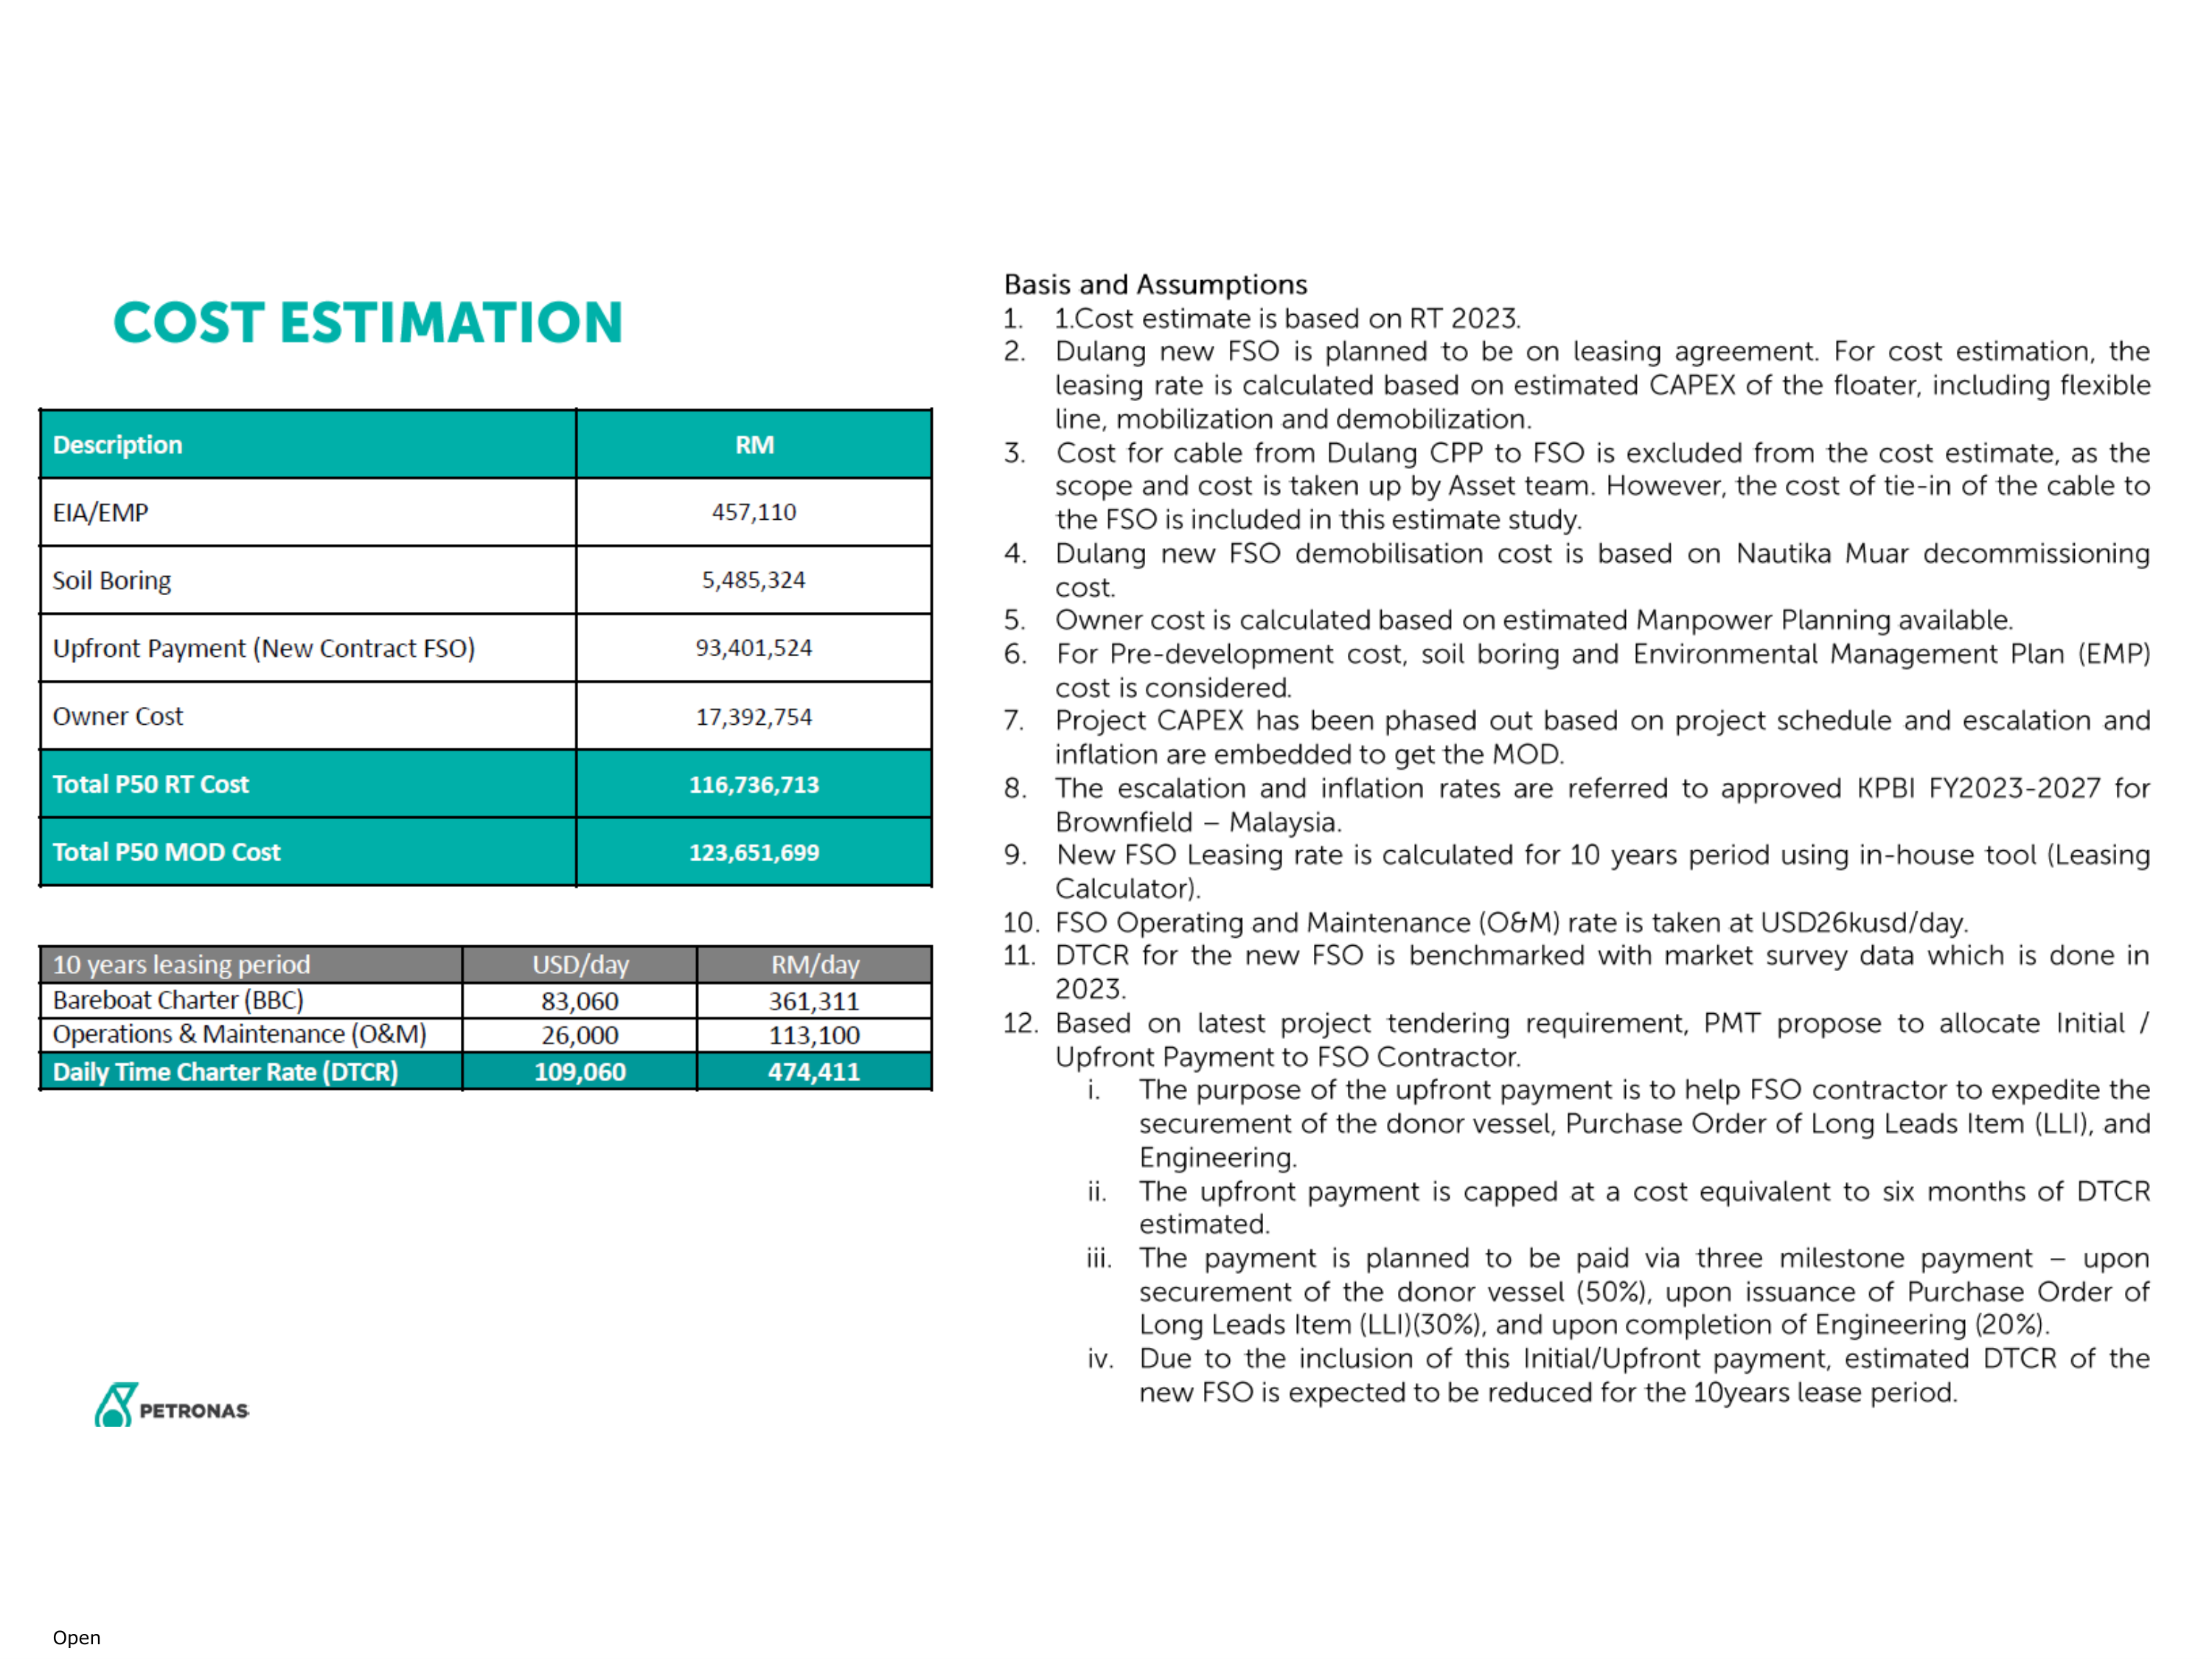 COST ESTIMATION
Description RM
EIA/EMP 457,110
Soil Boring 5,485,324
Upfront Payment (New Contract FSO) 93,401,524
Owner Cost 17,392,754
Total P50 RT Cost 116,736,713
Total P50 MOD Cost 123,651,699
10 years leasing period USD/day RM/day
Bareboat Charter (BBC) 83,060 361,311
Operations & Maintenance (O&M) 26,000 113,100
Daily Time Charter Rate (DTCR) 109,060 474,411
PETRONAS
Basis and Assumptions
1. 1.Cost estimate is based on RT 2023.
2. Dulang new FSO is planned to be on leasing agreement. For cost estimation, the
leasing rate is calculated based on estimated CAPEX of the floater, including flexible
line, mobilization and demobilization.
3. Cost for cable from Dulang CPP to FSO is excluded from the cost estimate, as the
scope and cost is taken up by Asset team. However, the cost of tie-in of the cable to
the FSO is included in this estimate study.
4. Dulang new FSO demobilisation cost is based on Nautika Muar decommissioning
cost.
5. Owner cost is calculated based on estimated Manpower Planning available.
6. For Pre-development cost, soil boring and Environmental Management Plan (EMP)
cost is considered.
7. Project CAPEX has been phased out based on project schedule and escalation and
inflation are embedded to get the MOD.
8. The escalation and inflation rates are referred to approved KPBI FY2023-2027 for
Brownfield – Malaysia.
9. New FSO Leasing rate is calculated for 10 years period using in-house tool (Leasing
Calculator).
10. FSO Operating and Maintenance (O&M) rate is taken at USD26kusd/day.
11. DTCR for the new FSO is benchmarked with market survey data which is done in
2023.
12. Based on latest project tendering requirement, PMT propose to allocate Initial /
Upfront Payment to FSO Contractor.
i. The purpose of the upfront payment is to help FSO contractor to expedite the
securement of the donor vessel, Purchase Order of Long Leads Item (LLI), and
Engineering.
ii. The upfront payment is capped at a cost equivalent to six months of DTCR
estimated.
iii. The payment is planned to be paid via three milestone payment – upon
securement of the donor vessel (50%), upon issuance of Purchase Order of
Long Leads Item (LLI)(30%), and upon completion of Engineering (20%).
iv. Due to the inclusion of this Initial/Upfront payment, estimated DTCR of the
new FSO is expected to be reduced for the 10years lease period.
Open